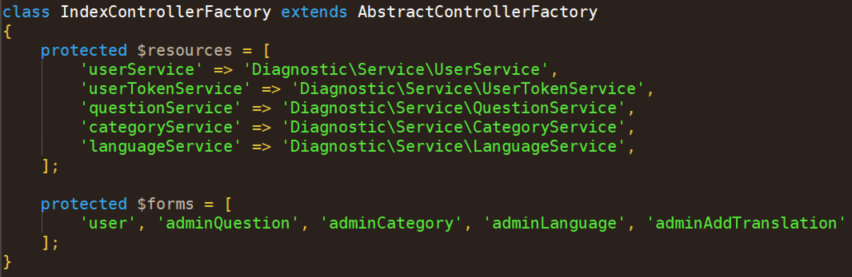 class IndexControllerFactory extends AbstractControllerFactory
{
    protected $resources = [
        'userService' => 'Diagnostic\Service\UserService',
        'userTokenService' => 'Diagnostic\Service\UserTokenService',
        'questionService' => 'Diagnostic\Service\QuestionService',
        'categoryService' => 'Diagnostic\Service\CategoryService',
        'languageService' => 'Diagnostic\Service\LanguageService',
    ];
    protected $forms = [
        'user', 'adminQuestion', 'adminCategory', 'adminLanguage', 'adminAddTranslation'
    ];
}